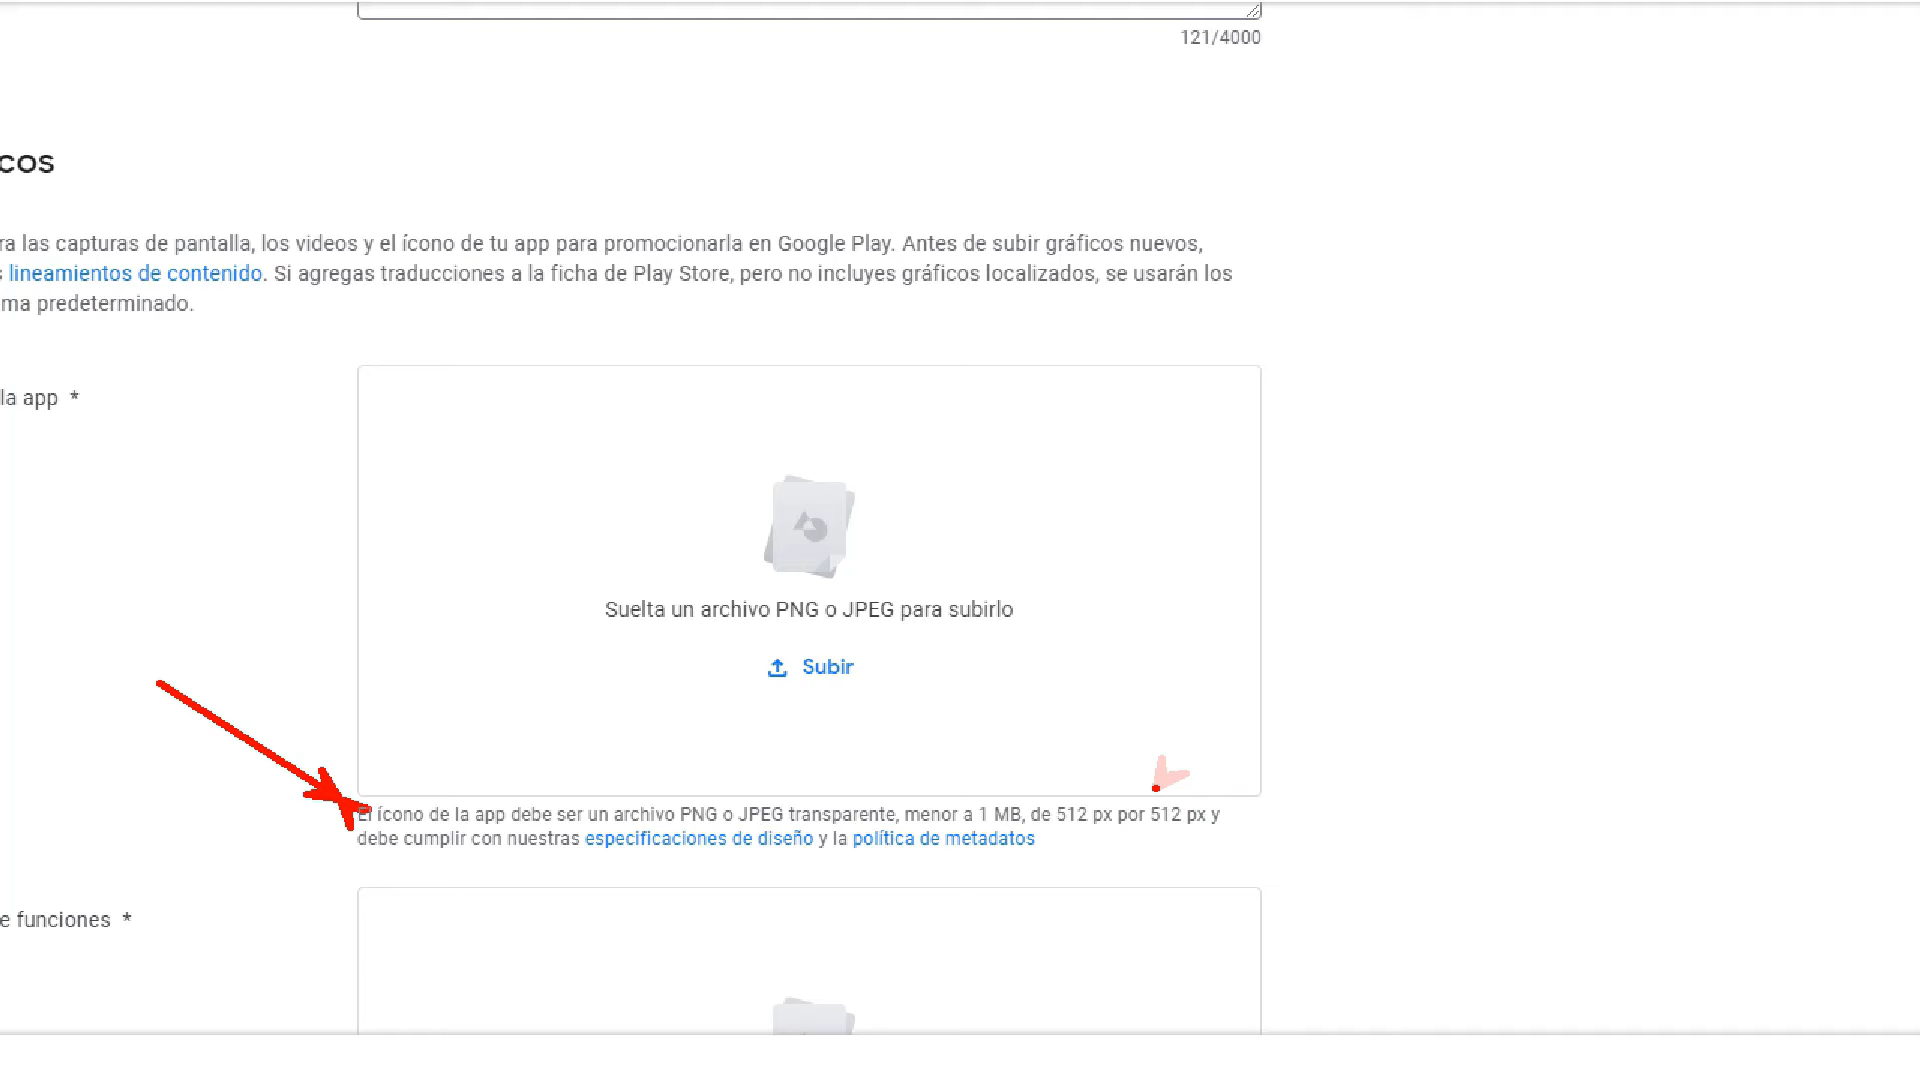 121/4000
cos
ra las capturas de pantalla, los videos y el ícono de tu app para promocionarla en Google Play. Antes de subir gráficos nuevos,
s lineamientos de contenido. Si agregas traducciones a la ficha de Play Store, pero no incluyes gráficos localizados, se usarán los
ma predeterminado.
la app *
Suelta un archivo PNG o JPEG para subirlo
Subir
El ícono de la app debe ser un archivo PNG o JPEG transparente, menor a 1 MB, de 512 px por 512 px y
debe cumplir con nuestras especificaciones de diseño y la política de metadatos
e funciones *